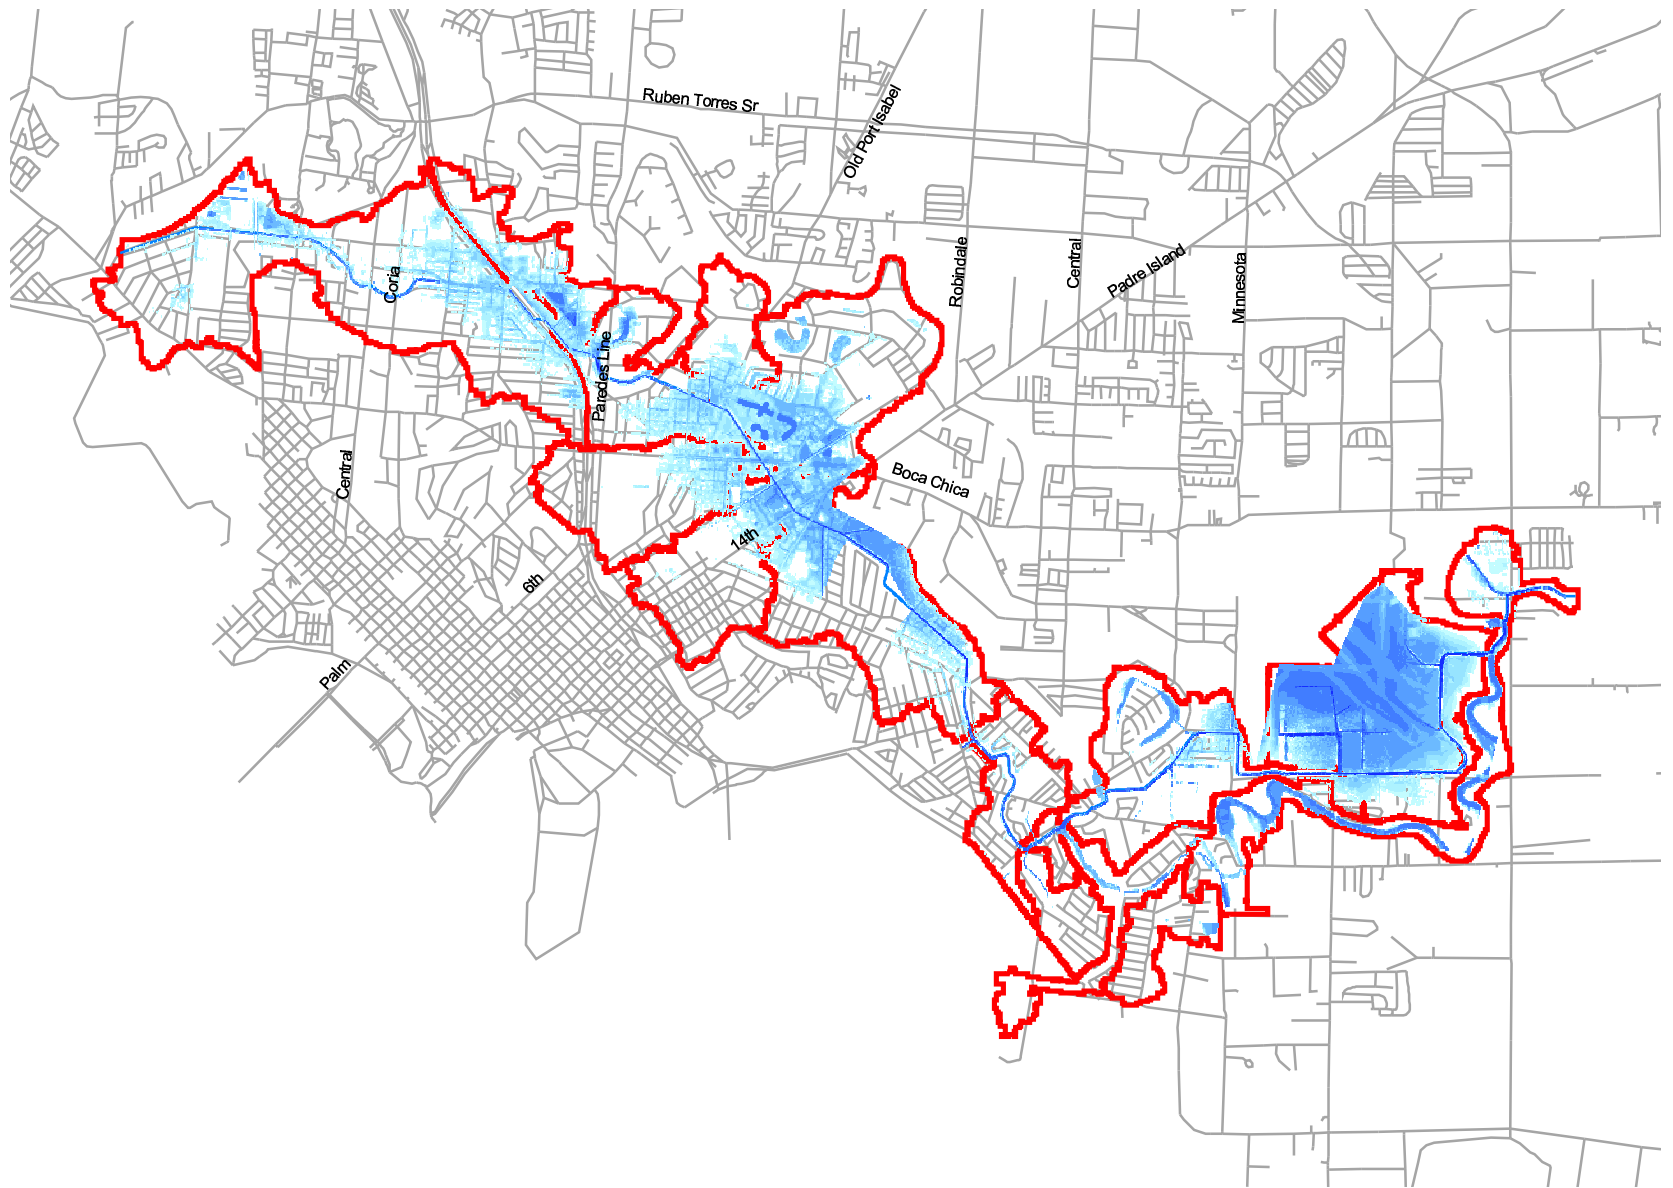 Ruben Torres Sr
Old Port Isabel
Coria
Robindale
Central
Padre Island
Minnesota
Paredes Line
Central
Boca Chica
14th
6th
Palm